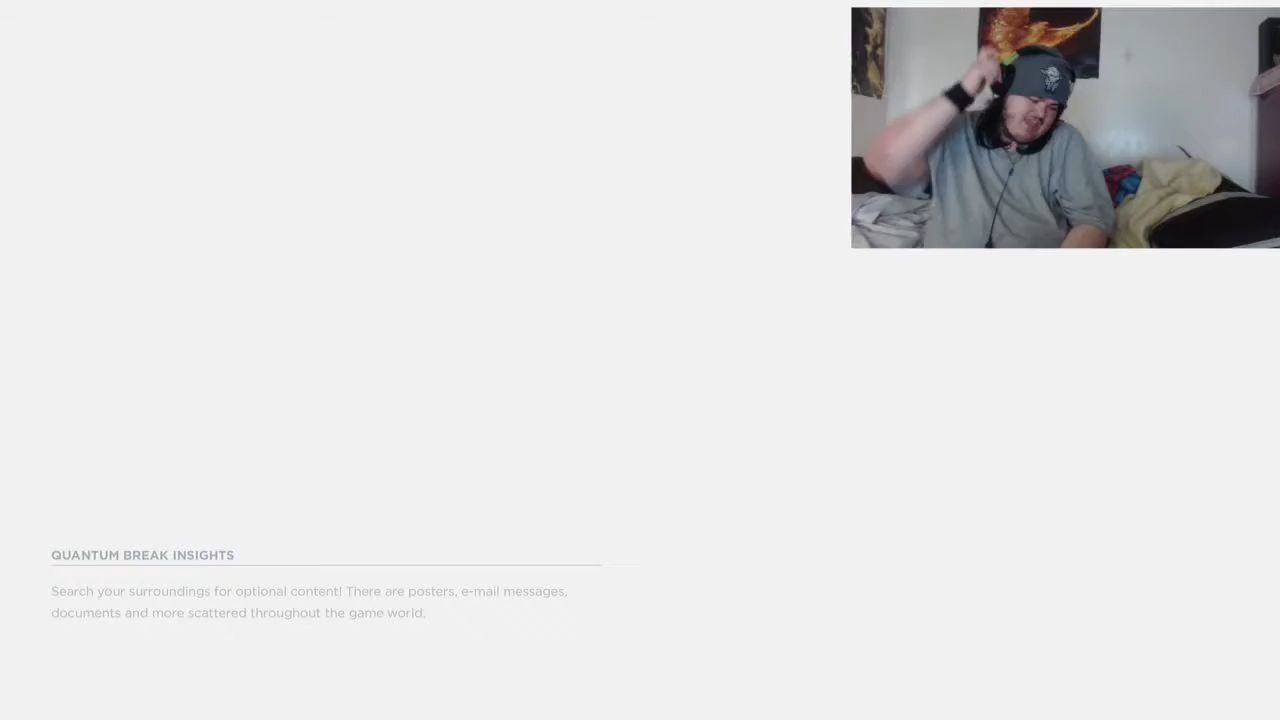 QUANTUM BREAK INSIGHTS
Search your surroundings for optional content! There are posters, e-mail messages,
documents and more scattered throughout the game world.